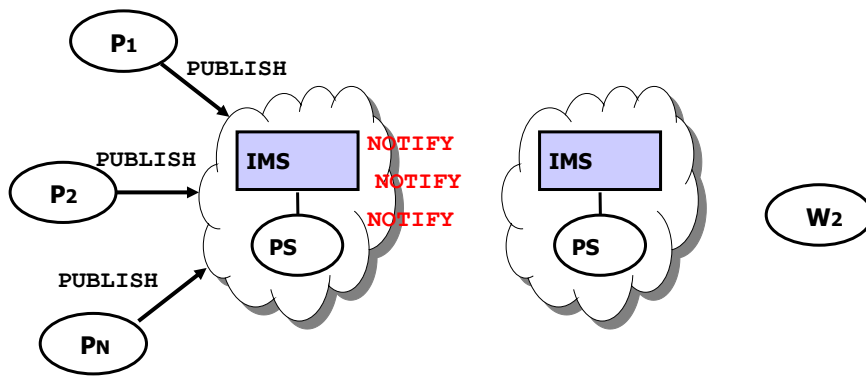 P1
PUBLISH
PUBLISH
P2
PUBLISH
PN
IMS
PS
NOTIFY
NOTIFY
NOTIFY
IMS
PS
W2